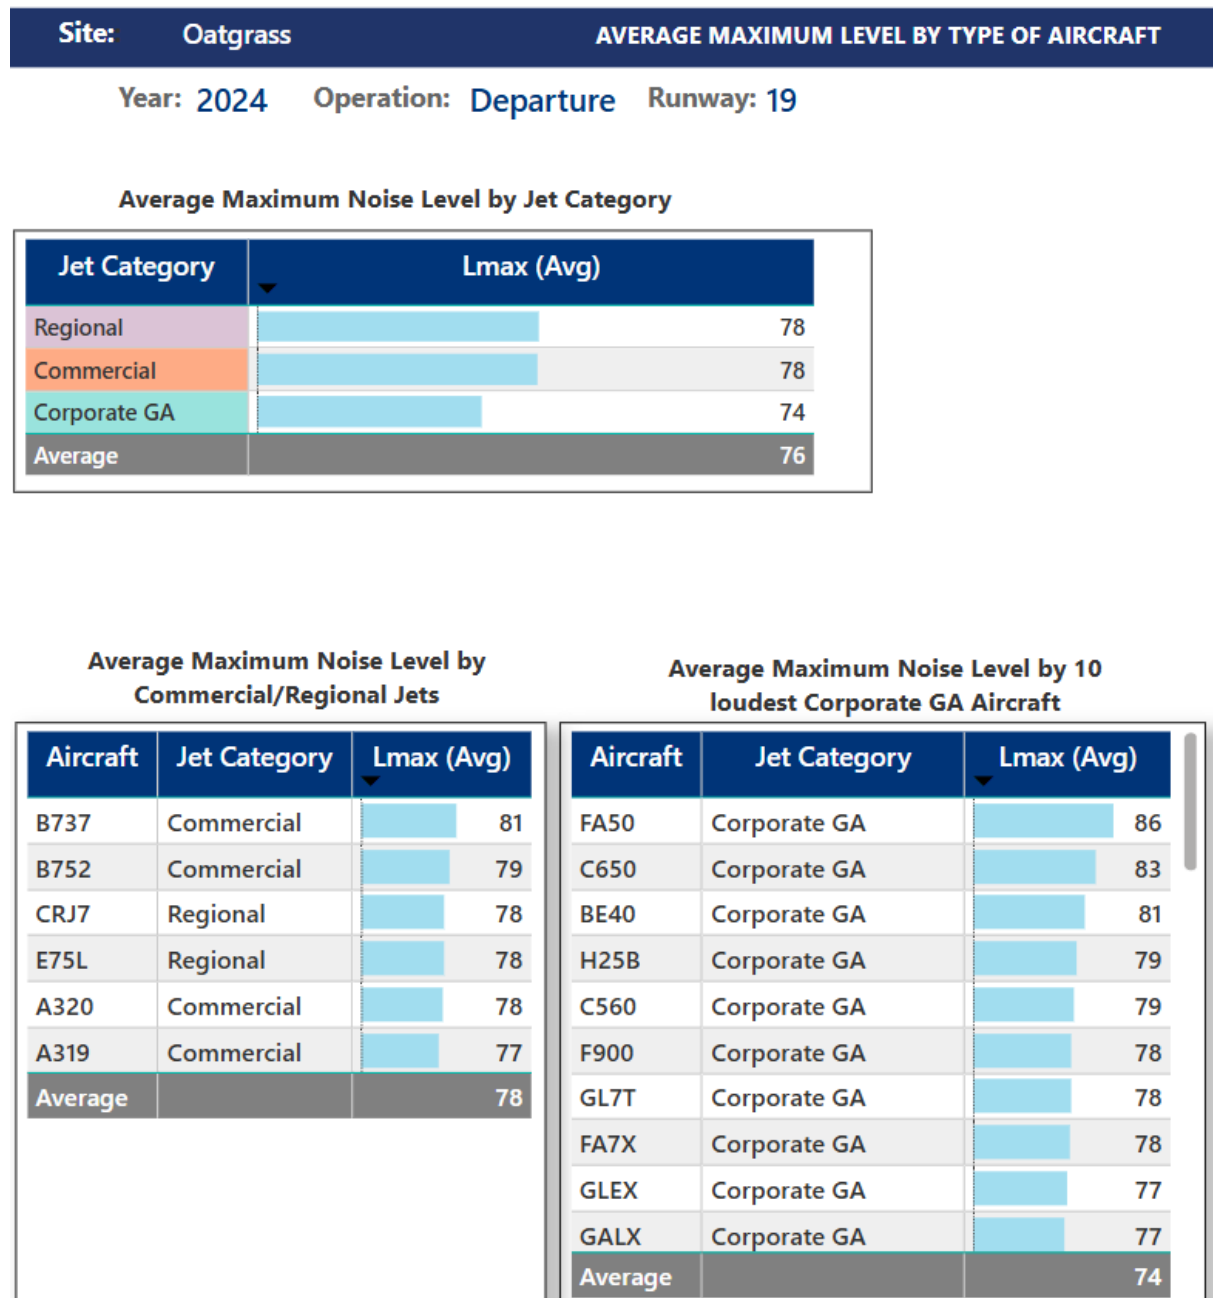 Site: Oatgrass AVERAGE MAXIMUM LEVEL BY TYPE OF AIRCRAFT
Year: 2024 Operation: Departure Runway: 19
Average Maximum Noise Level by Jet Category
Jet Category Lmax (Avg)
Regional 78
Commercial 78
Corporate GA 74
Average 76
Average Maximum Noise Level by
Commercial/Regional Jets
Aircraft Jet Category Lmax (Avg)
B737 Commercial 81
B752 Commercial 79
CRJ7 Regional 78
E75L Regional 78
A320 Commercial 78
A319 Commercial 77
Average 78
Average Maximum Noise Level by 10
loudest Corporate GA Aircraft
Aircraft Jet Category Lmax (Avg)
FA50 Corporate GA 86
C650 Corporate GA 83
BE40 Corporate GA 81
H25B Corporate GA 79
C560 Corporate GA 79
F900 Corporate GA 78
GL7T Corporate GA 78
FA7X Corporate GA 78
GLEX Corporate GA 77
GALX Corporate GA 77
Average 74